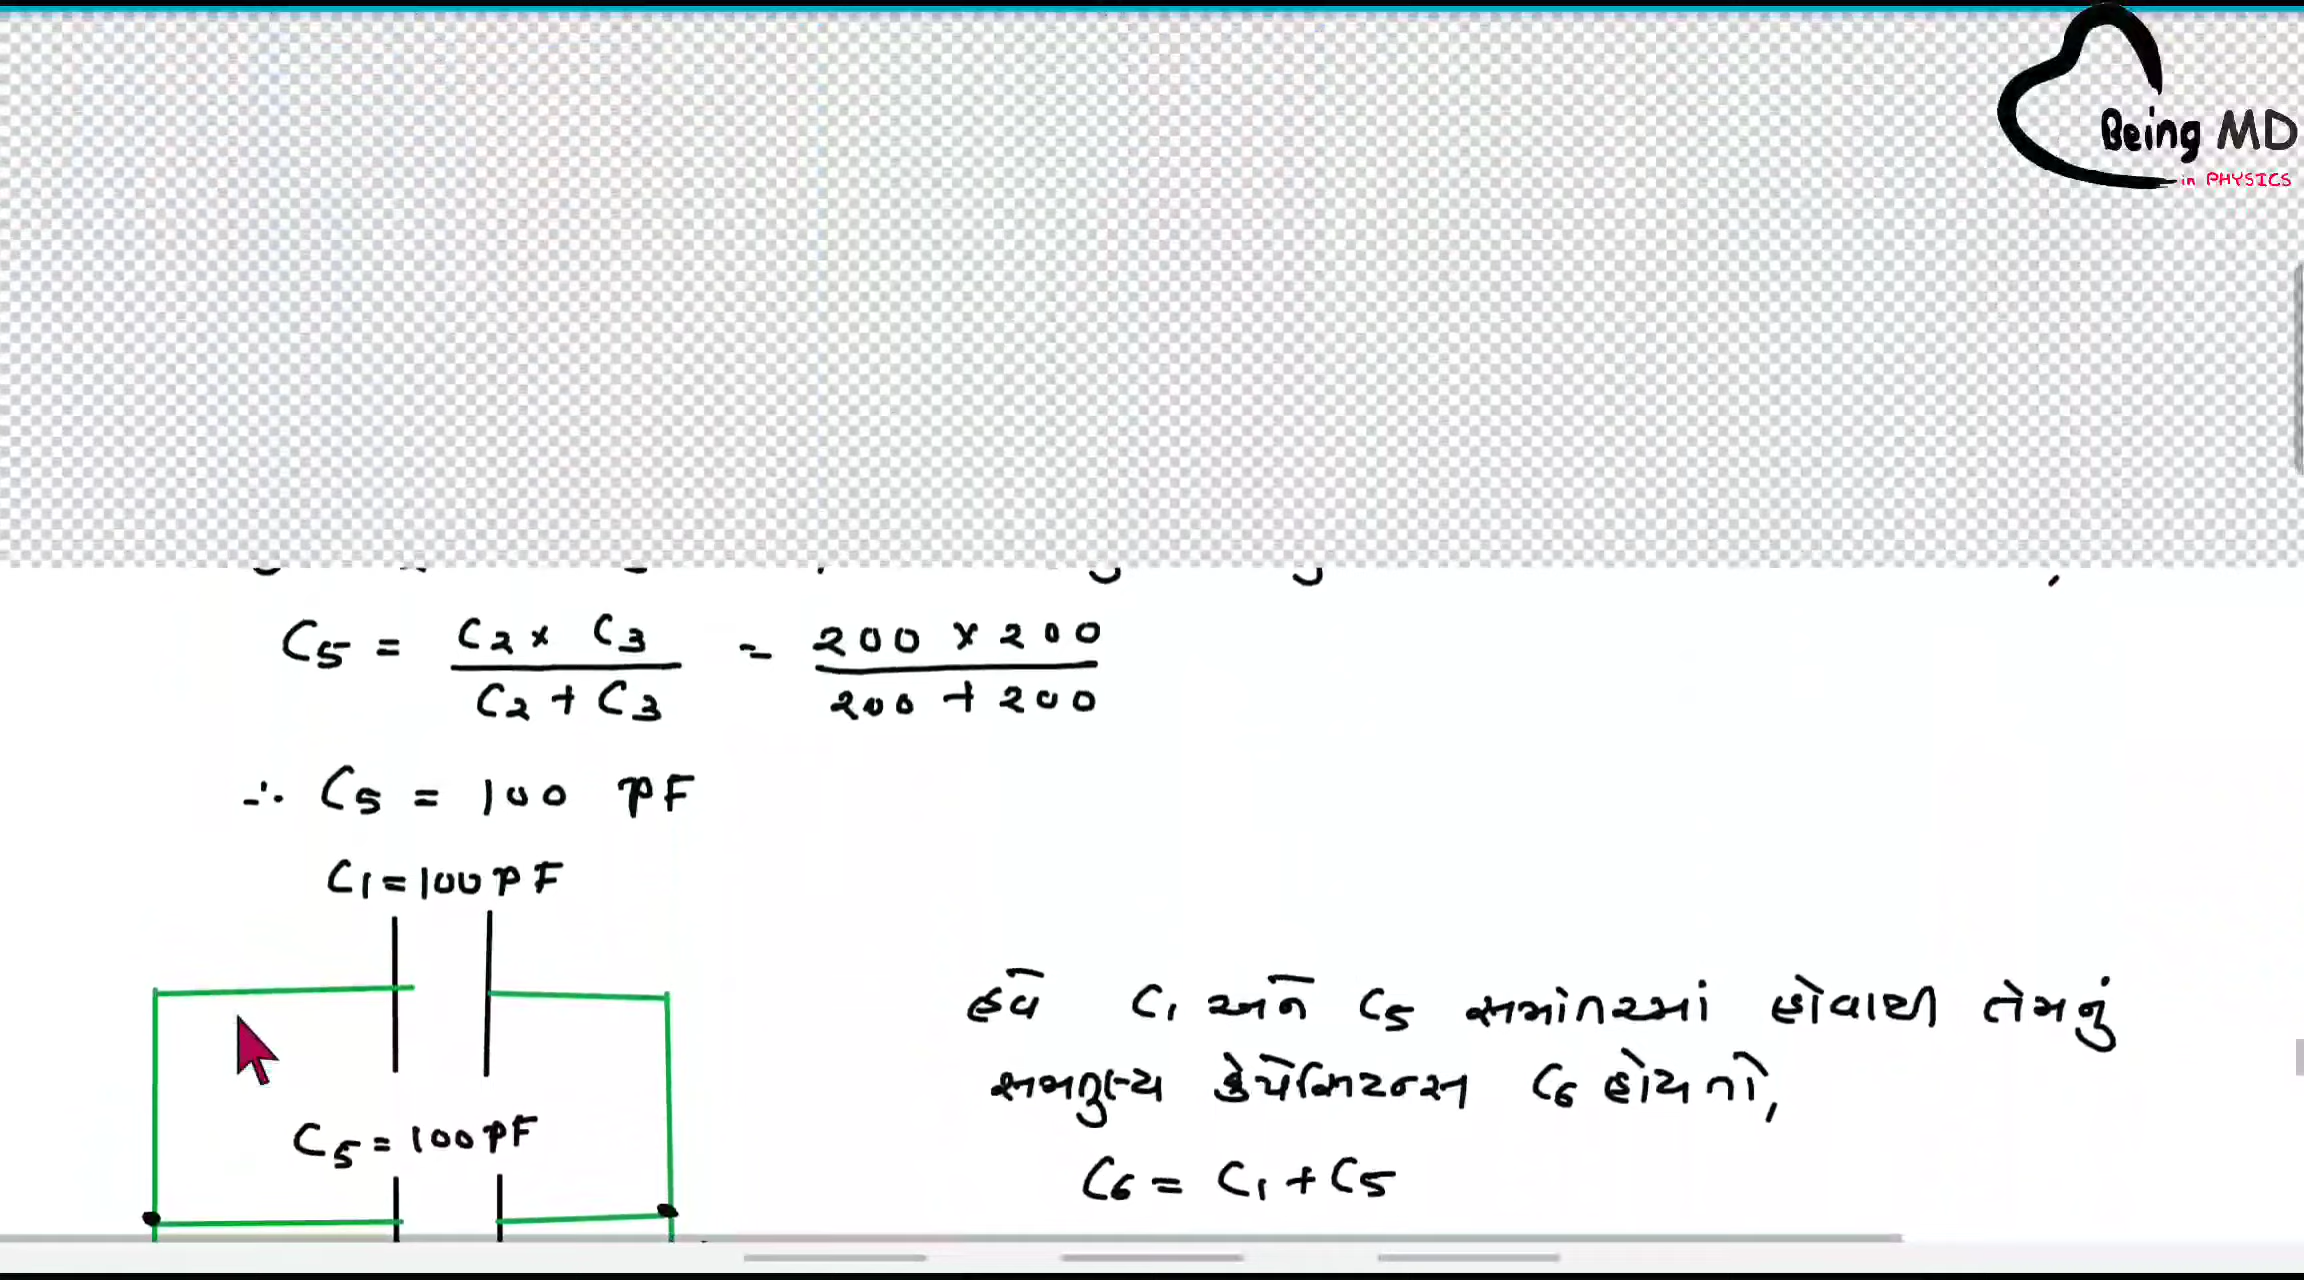 Being MD
in PHYSICS
C5 = C2 × C3 / C2 + C3 = 200 × 200 / 200 + 200
∴ C5 = 100 pF
C1 = 100 pF
હવે C1 અને C5 સમાંતરમાં હોવાથી તેમનું
સમતુલ્ય કેપેસિટન્સ C6 હોય તો,
C5 = 100 pF
C6 = C1 + C5